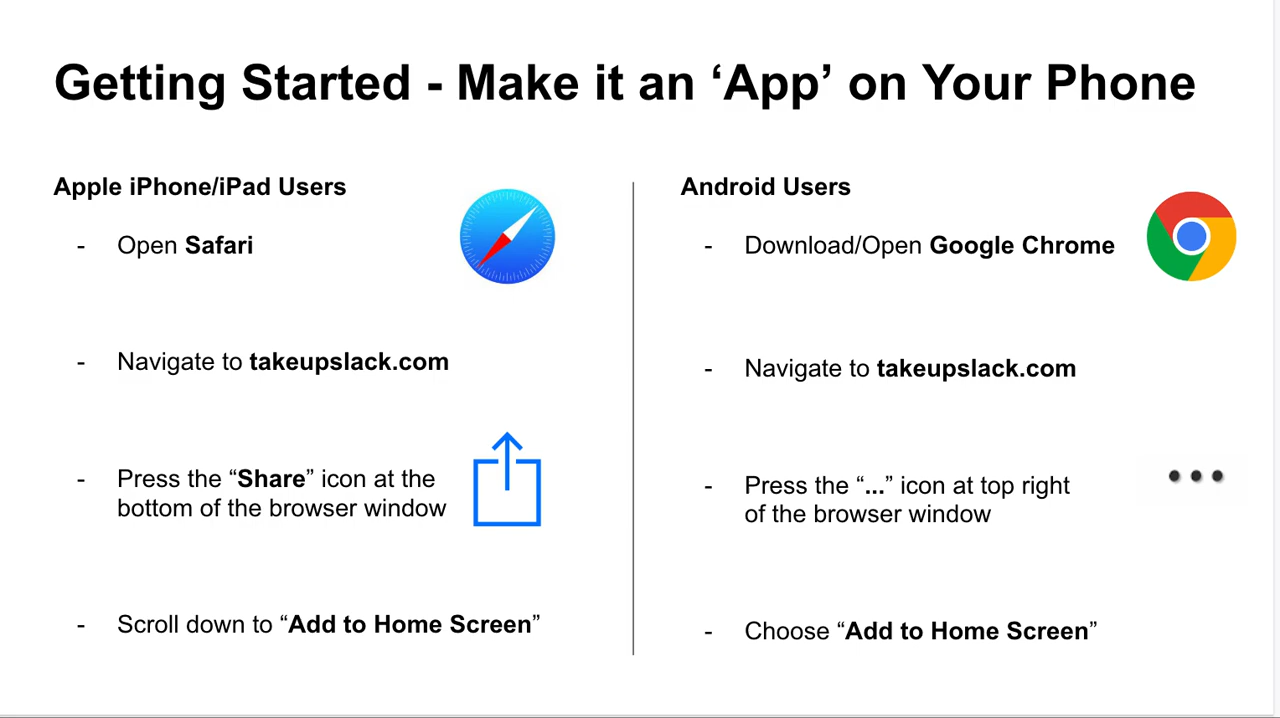 Getting Started - Make it an ‘App’ on Your Phone
Apple iPhone/iPad Users
- Open Safari
- Navigate to takeupslack.com
- Press the “Share” icon at the
bottom of the browser window
- Scroll down to “Add to Home Screen”
Android Users
- Download/Open Google Chrome
- Navigate to takeupslack.com
- Press the “...” icon at top right
of the browser window
- Choose “Add to Home Screen”